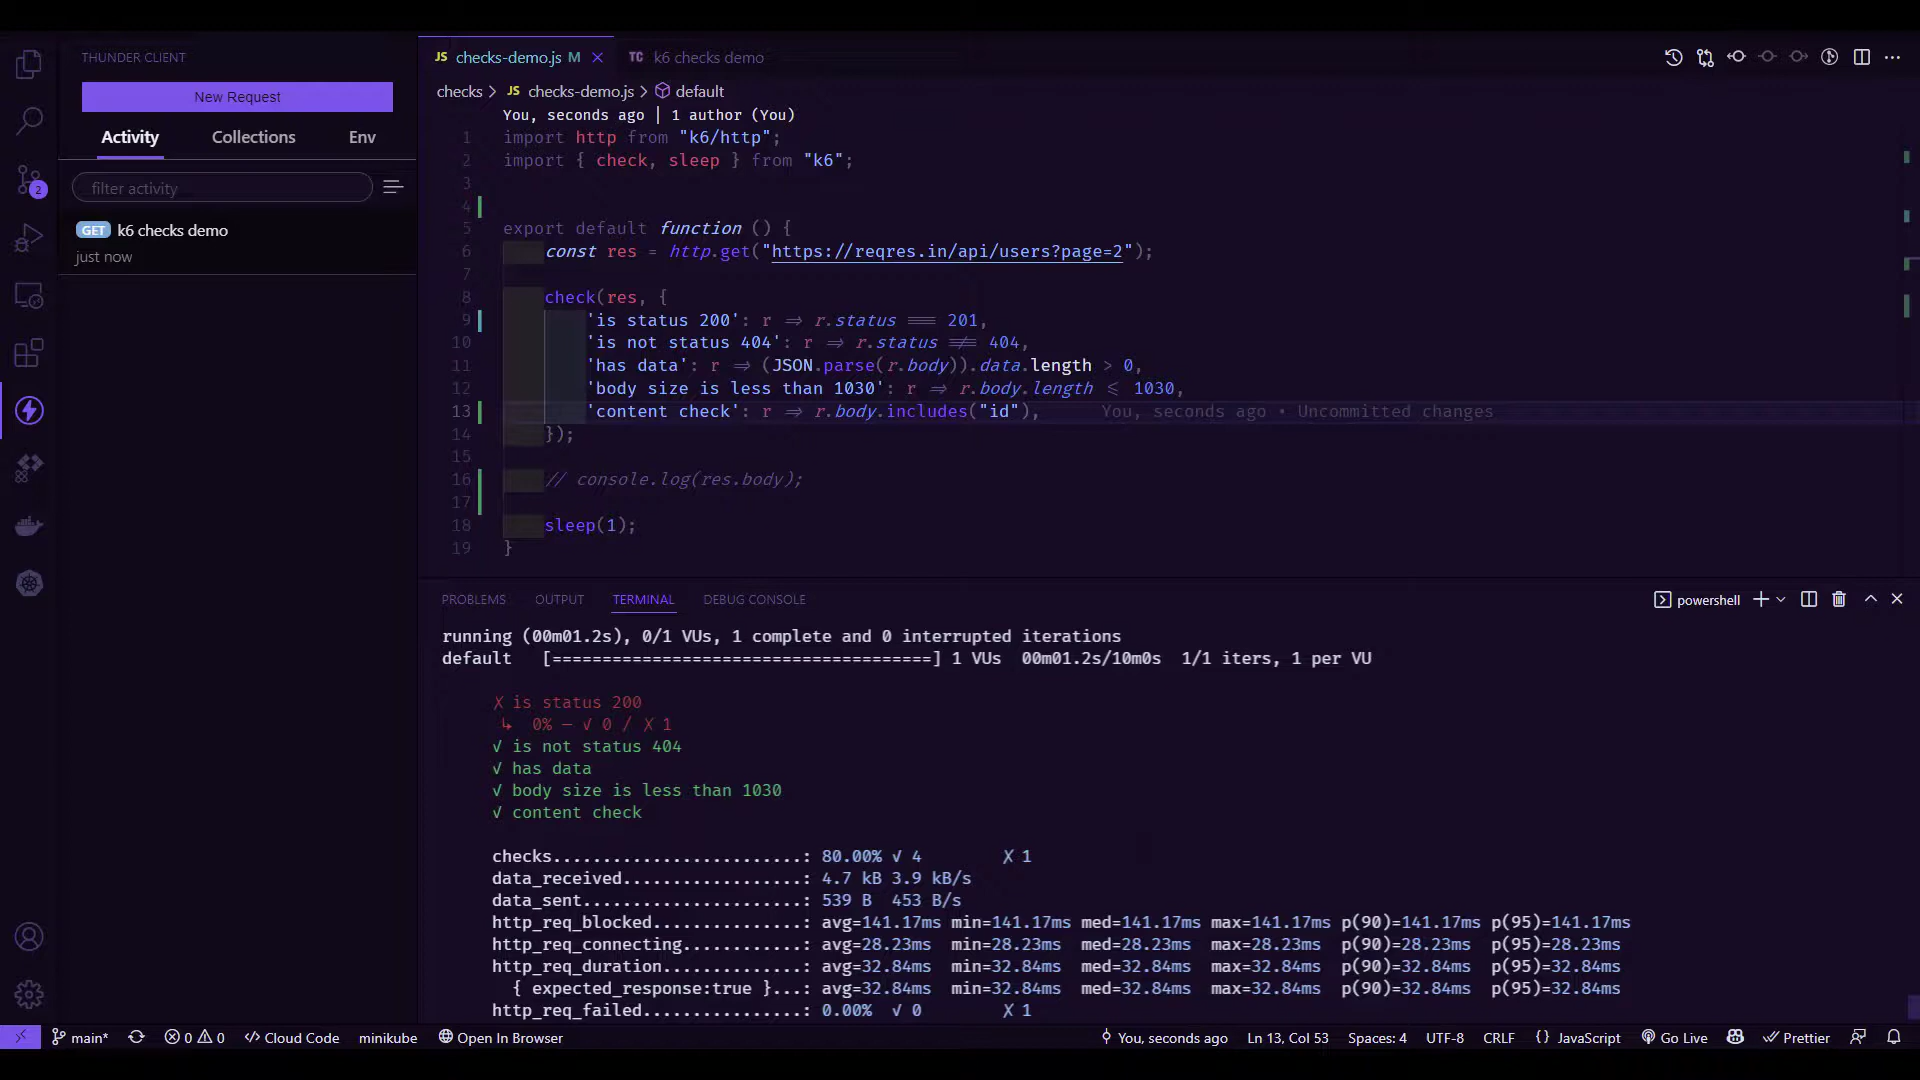 THUNDER CLIENT
New Request
Activity Collections Env
filter activity
GET k6 checks demo
just now
2
JS checks-demo.js M
TC k6 checks demo
checks > JS checks-demo.js > default
You, seconds ago | 1 author (You)
1 import http from "k6/http";
2 import { check, sleep } from "k6";
3
4
5 export default function () {
6 const res = http.get("https://reqres.in/api/users?page=2");
7
8 check(res, {
9 'is status 200': r => r.status === 201,
10 'is not status 404': r => r.status !== 404,
11 'has data': r => (JSON.parse(r.body)).data.length > 0,
12 'body size is less than 1030': r => r.body.length <= 1030,
13 'content check': r => r.body.includes("id"), You, seconds ago • Uncommitted changes
14 });
15
16 // console.log(res.body);
17
18 sleep(1);
19 }
PROBLEMS OUTPUT TERMINAL DEBUG CONSOLE
powershell
running (00m01.2s), 0/1 VUs, 1 complete and 0 interrupted iterations
default [======================================] 1 VUs 00m01.2s/10m0s 1/1 iters, 1 per VU
✗ is status 200
↳ 0% — √ 0 / ✗ 1
√ is not status 404
√ has data
√ body size is less than 1030
√ content check
checks.........................: 80.00% √ 4 ✗ 1
data_received..................: 4.7 kB 3.9 kB/s
data_sent......................: 539 B 453 B/s
http_req_blocked...............: avg=141.17ms min=141.17ms med=141.17ms max=141.17ms p(90)=141.17ms p(95)=141.17ms
http_req_connecting............: avg=28.23ms min=28.23ms med=28.23ms max=28.23ms p(90)=28.23ms p(95)=28.23ms
http_req_duration..............: avg=32.84ms min=32.84ms med=32.84ms max=32.84ms p(90)=32.84ms p(95)=32.84ms
{ expected_response:true }...: avg=32.84ms min=32.84ms med=32.84ms max=32.84ms p(90)=32.84ms p(95)=32.84ms
http_req_failed................: 0.00% √ 0 ✗ 1
main* 0 0 Cloud Code minikube Open In Browser You, seconds ago Ln 13, Col 53 Spaces: 4 UTF-8 CRLF {} JavaScript Go Live Prettier